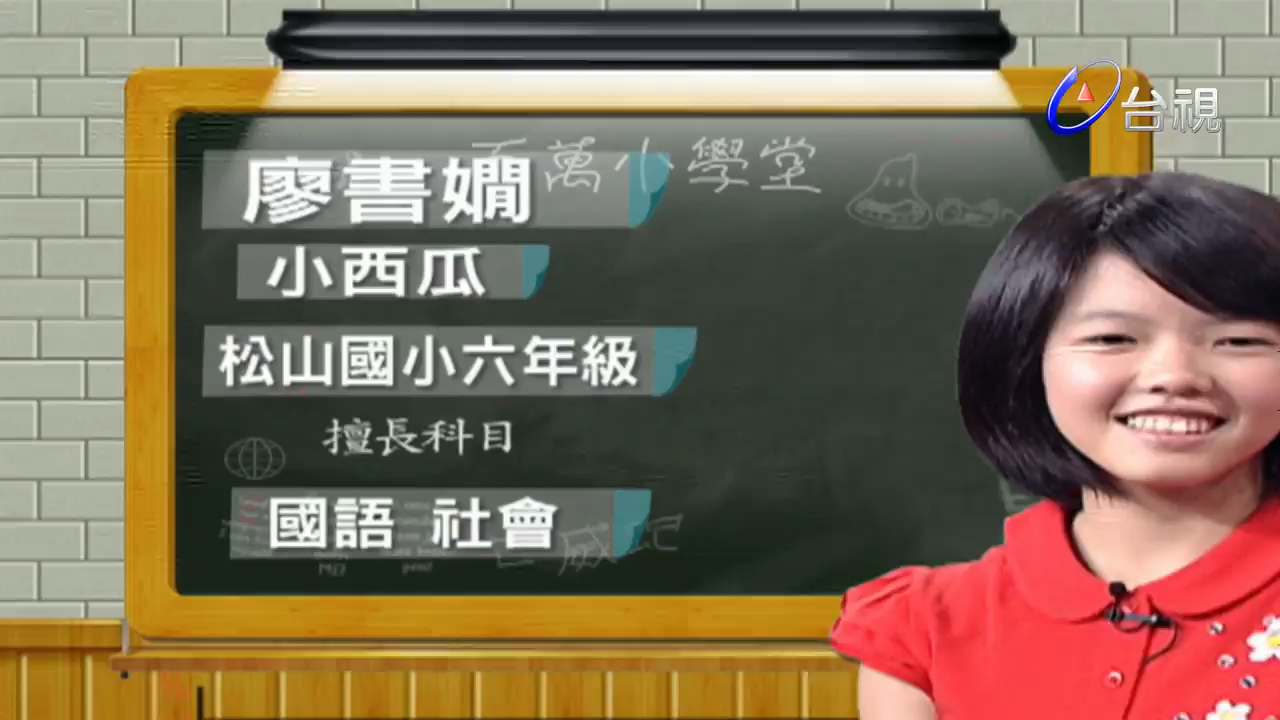 台視
百萬小學堂
廖書嫺
小西瓜
松山國小六年級
擅長科目
國語 社會